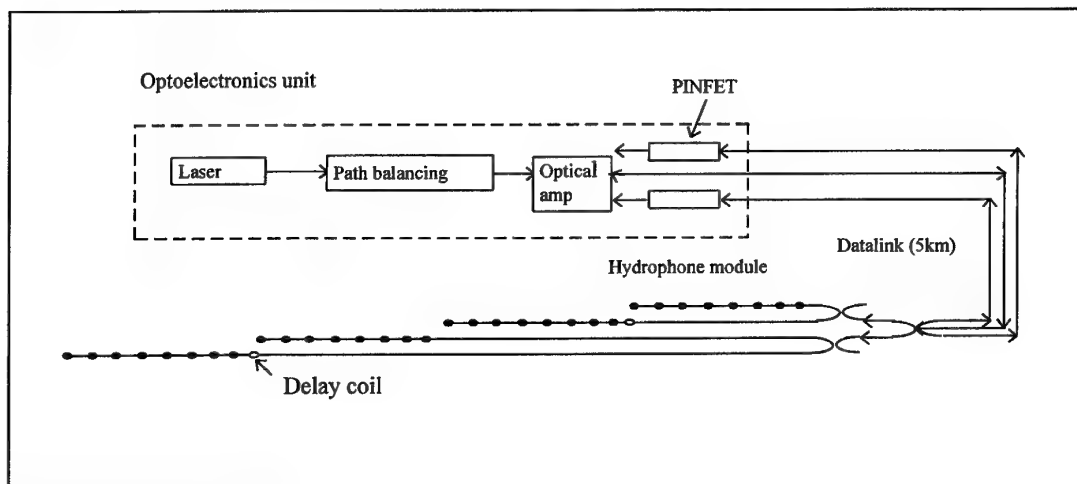 Optoelectronics unit
PINFET
Laser
Path balancing
Optical
amp
Datalink (5km)
Hydrophone module
Delay coil